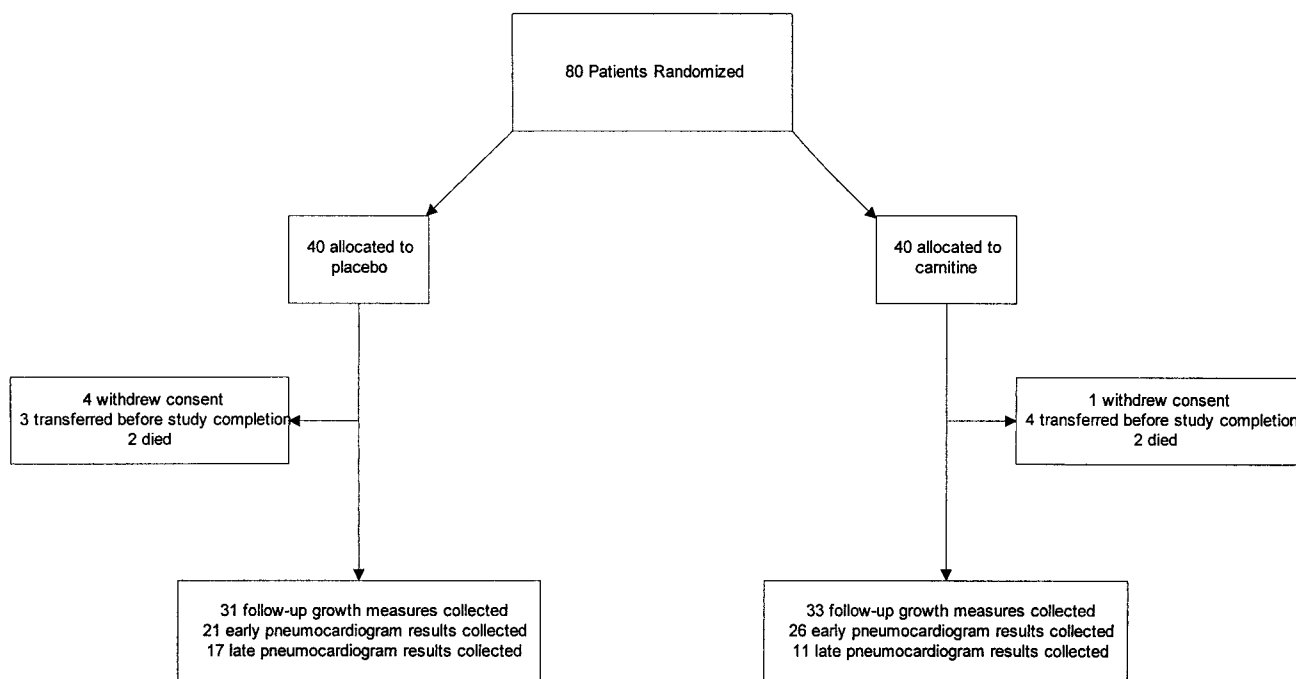 80 Patients Randomized
40 allocated to
placebo
40 allocated to
carnitine
4 withdrew consent
3 transferred before study completion
2 died
1 withdrew consent
4 transferred before study completion
2 died
31 follow-up growth measures collected
21 early pneumocardiogram results collected
17 late pneumocardiogram results collected
33 follow-up growth measures collected
26 early pneumocardiogram results collected
11 late pneumocardiogram results collected